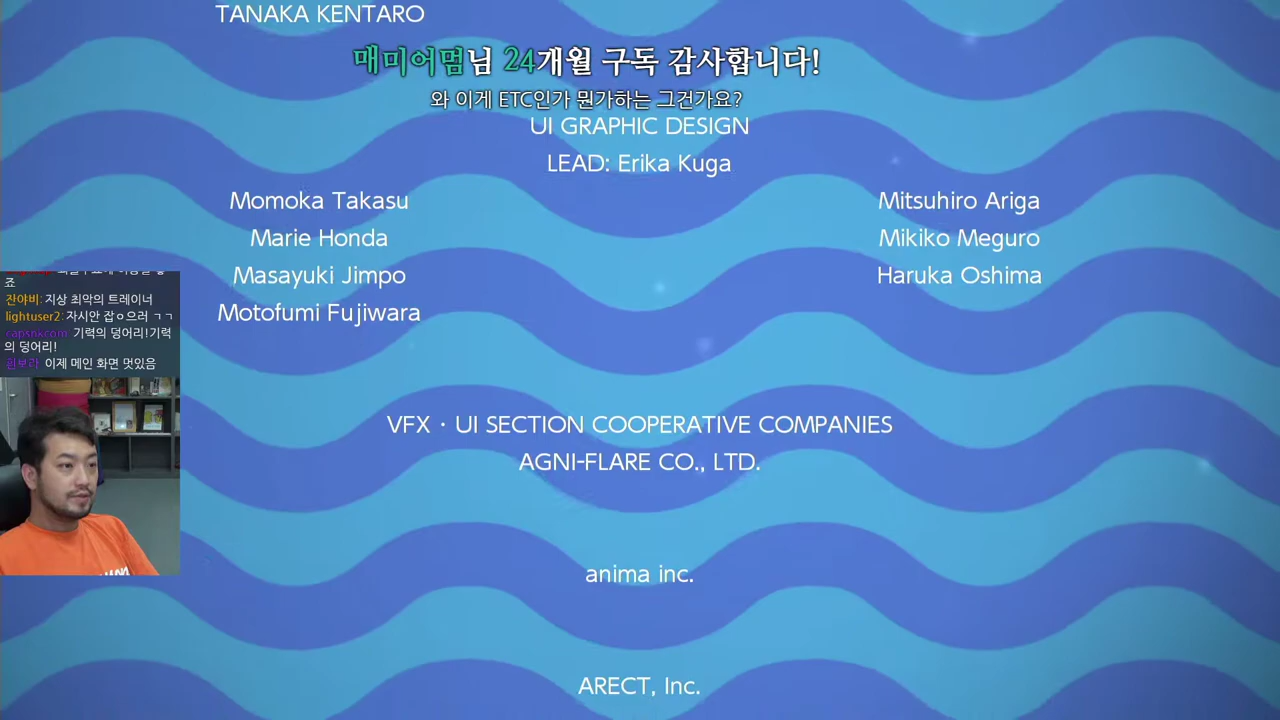 TANAKA KENTARO
매미어멈님 24개월 구독 감사합니다!
와 이게 ETC인가 뭔가하는 그건가요?
UI GRAPHIC DESIGN
LEAD: Erika Kuga
Momoka Takasu
Mitsuhiro Ariga
Marie Honda
Mikiko Meguro
Masayuki Jimpo
Haruka Oshima
Motofumi Fujiwara
죠
잔야비: 지상 최악의 트레이너
lightuser2: 자시안 잡ㅇ으러 ㄱㄱ
rapsnkcom: 기력의 덩어리!기력
의 덩어리!
이제 메인 화면 멋있음
VFX · UI SECTION COOPERATIVE COMPANIES
AGNI-FLARE CO., LTD.
anima inc.
ARECT, Inc.